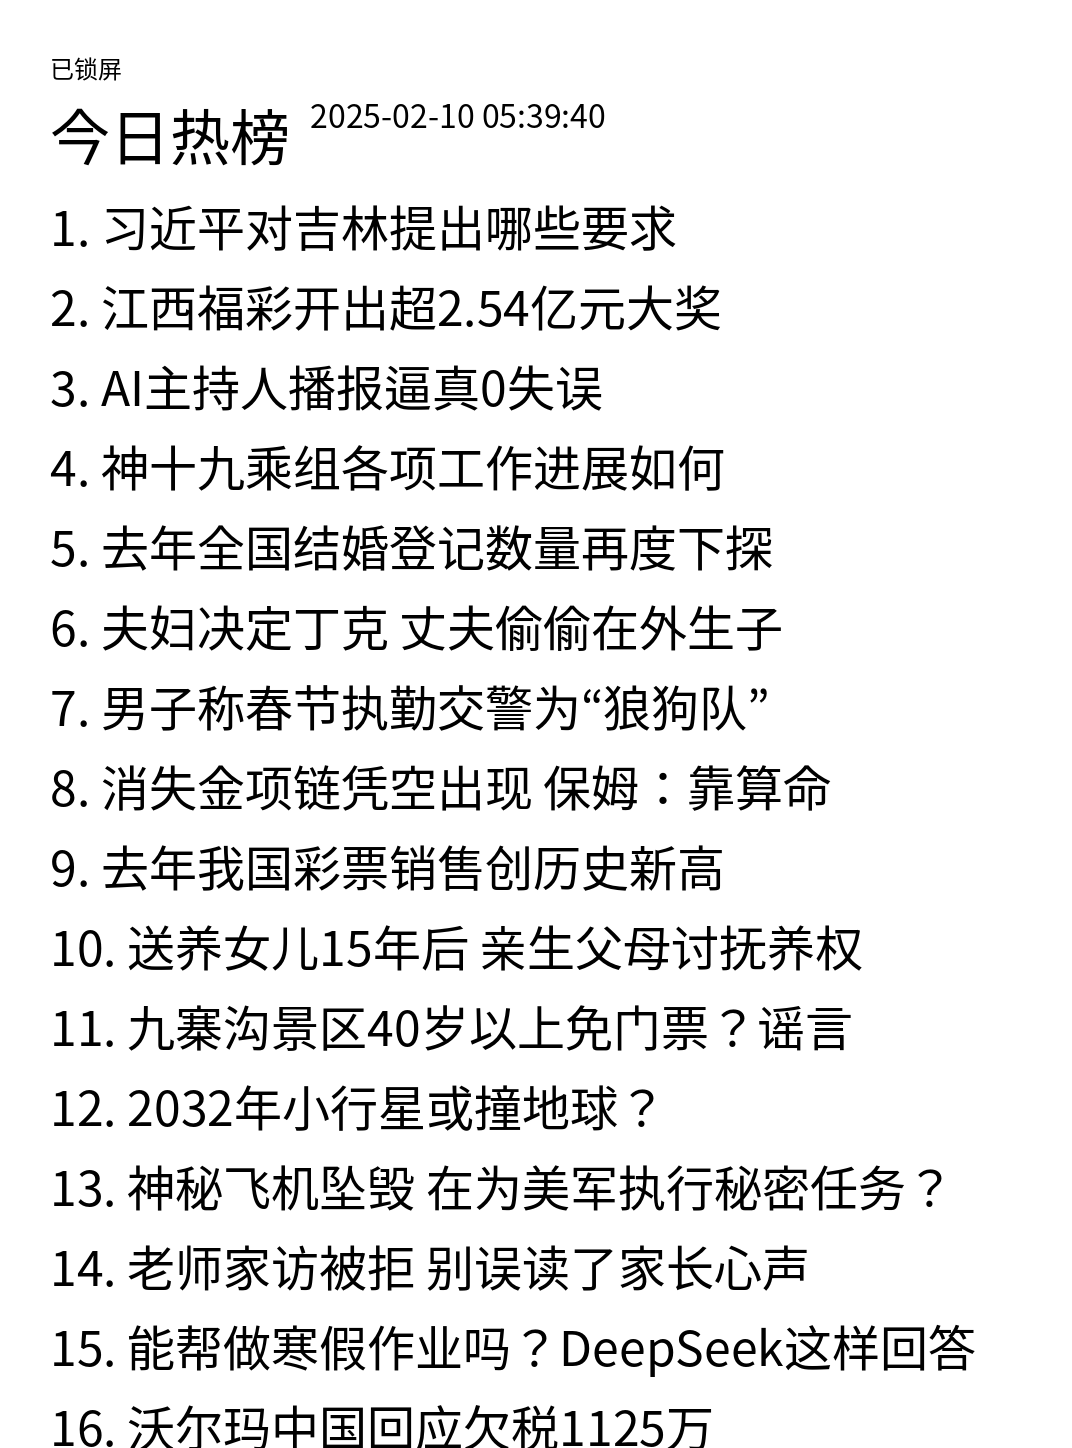 已锁屏
今日热榜 2025-02-10 05:39:40
1. 习近平对吉林提出哪些要求
2. 江西福彩开出超2.54亿元大奖
3. AI主持人播报逼真0失误
4. 神十九乘组各项工作进展如何
5. 去年全国结婚登记数量再度下探
6. 夫妇决定丁克 丈夫偷偷在外生子
7. 男子称春节执勤交警为“狼狗队”
8. 消失金项链凭空出现 保姆：靠算命
9. 去年我国彩票销售创历史新高
10. 送养女儿15年后 亲生父母讨抚养权
11. 九寨沟景区40岁以上免门票？谣言
12. 2032年小行星或撞地球？
13. 神秘飞机坠毁 在为美军执行秘密任务？
14. 老师家访被拒 别误读了家长心声
15. 能帮做寒假作业吗？DeepSeek这样回答
16. 沃尔玛中国回应欠税1125万